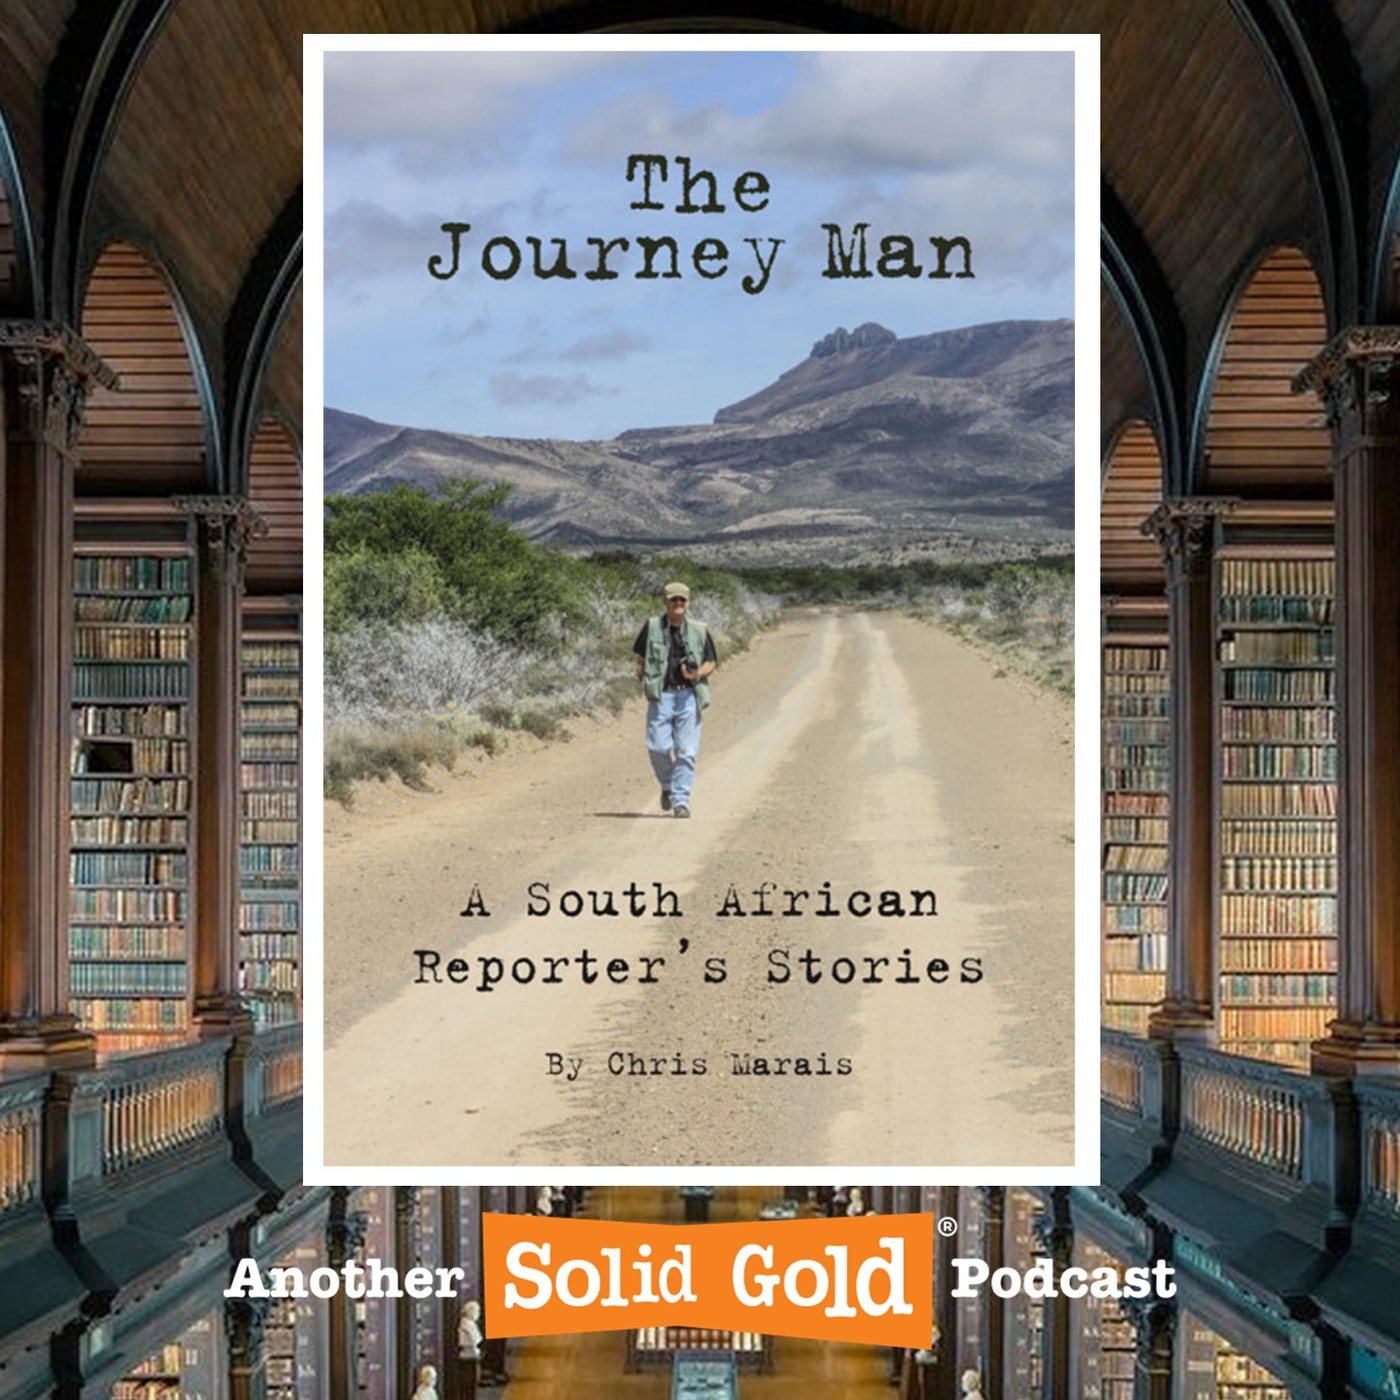 The
Journey Man
A South African
Reporter's Stories
By Chris Marais
Another Solid Gold® Podcast